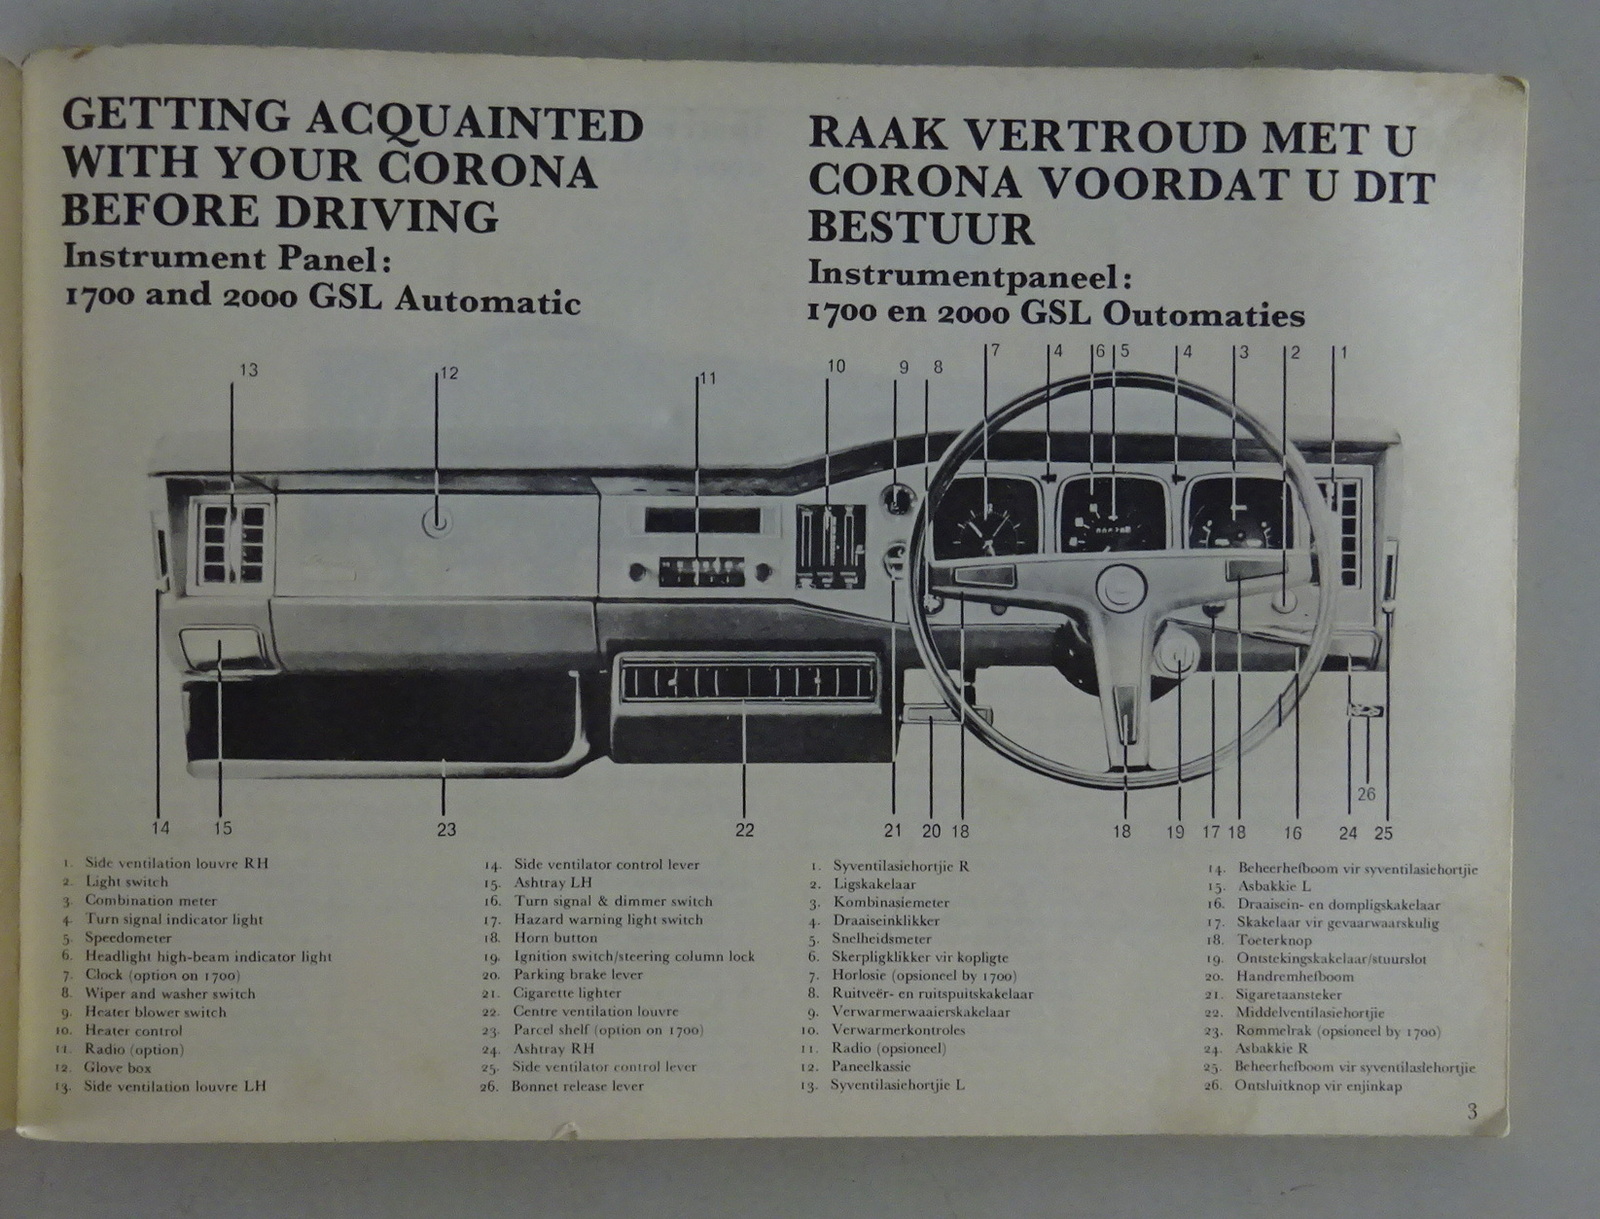 GETTING ACQUAINTED
WITH YOUR CORONA
BEFORE DRIVING
Instrument Panel:
1700 and 2000 GSL Automatic
RAAK VERTROUD MET U
CORONA VOORDAT U DIT
BESTUUR
Instrumentpaneel:
1700 en 2000 GSL Outomaties
13
12
11
10
9
8
7
4
6
5
4
3
2
1
14
15
23
22
21
20
18
18
19
17
18
16
24
26
25
1. Side ventilation louvre RH
2. Light switch
3. Combination meter
4. Turn signal indicator light
5. Speedometer
6. Headlight high-beam indicator light
7. Clock (option on 1700)
8. Wiper and washer switch
9. Heater blower switch
10. Heater control
11. Radio (option)
12. Glove box
13. Side ventilation louvre LH
14. Side ventilator control lever
15. Ashtray LH
16. Turn signal & dimmer switch
17. Hazard warning light switch
18. Horn button
19. Ignition switch/steering column lock
20. Parking brake lever
21. Cigarette lighter
22. Centre ventilation louvre
23. Parcel shelf (option on 1700)
24. Ashtray RH
25. Side ventilator control lever
26. Bonnet release lever
1. Syventilasiehortjie R
2. Ligskakelaar
3. Kombinasiemeter
4. Draaiseinklikker
5. Snelheidsmeter
6. Skerpligklikker vir kopligte
7. Horlosie (opsioneel by 1700)
8. Ruitveër- en ruitspuitskakelaar
9. Verwarmerwaaierskakelaar
10. Verwarmerkontroles
11. Radio (opsioneel)
12. Paneelkassie
13. Syventilasiehortjie L
14. Beheerhefboom vir syventilasiehortjie
15. Asbakkie L
16. Draaisein- en dompligskakelaar
17. Skakelaar vir gevaarwaarskulig
18. Toeterknop
19. Ontstekingskakelaar/stuurslot
20. Handremhefboom
21. Sigaretaansteker
22. Middelventilasiehortjie
23. Rommelrak (opsioneel by 1700)
24. Asbakkie R
25. Beheerhefboom vir syventilasiehortjie
26. Ontsluitknop vir enjinkap
3